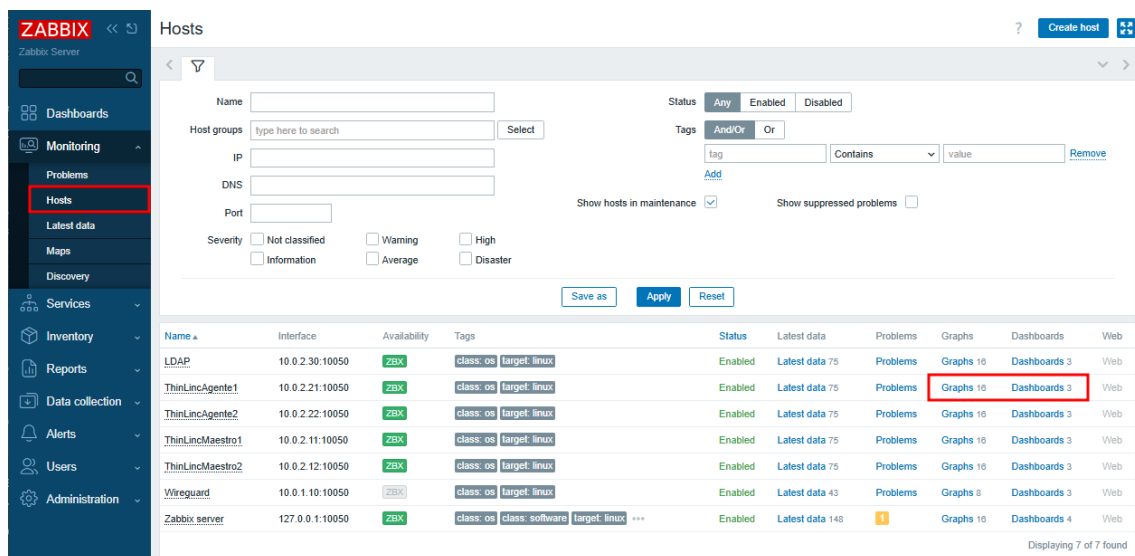 ZABBIX
Zabbix Server
Dashboards
Monitoring
Problems
Hosts
Latest data
Maps
Discovery
Services
Inventory
Reports
Data collection
Alerts
Users
Administration
Hosts
? Create host
Name
Host groups type here to search Select
IP
DNS
Port
Severity Not classified Warning High
Information Average Disaster
Status Any Enabled Disabled
Tags And/Or Or
tag Contains value Remove
Add
Show hosts in maintenance Show suppressed problems
Save as Apply Reset
Name Interface Availability Tags Status Latest data Problems Graphs Dashboards Web
LDAP 10.0.2.30:10050 ZBX class: os target: linux Enabled Latest data 75 Problems Graphs 16 Dashboards 3 Web
ThinLincAgente1 10.0.2.21:10050 ZBX class: os target: linux Enabled Latest data 75 Problems Graphs 16 Dashboards 3 Web
ThinLincAgente2 10.0.2.22:10050 ZBX class: os target: linux Enabled Latest data 75 Problems Graphs 16 Dashboards 3 Web
ThinLincMaestro1 10.0.2.11:10050 ZBX class: os target: linux Enabled Latest data 75 Problems Graphs 16 Dashboards 3 Web
ThinLincMaestro2 10.0.2.12:10050 ZBX class: os target: linux Enabled Latest data 75 Problems Graphs 16 Dashboards 3 Web
Wireguard 10.0.1.10:10050 ZBX class: os target: linux Enabled Latest data 43 Problems Graphs 8 Dashboards 3 Web
Zabbix server 127.0.0.1:10050 ZBX class: os class: software target: linux ••• Enabled Latest data 148 1 Graphs 16 Dashboards 4 Web
Displaying 7 of 7 found